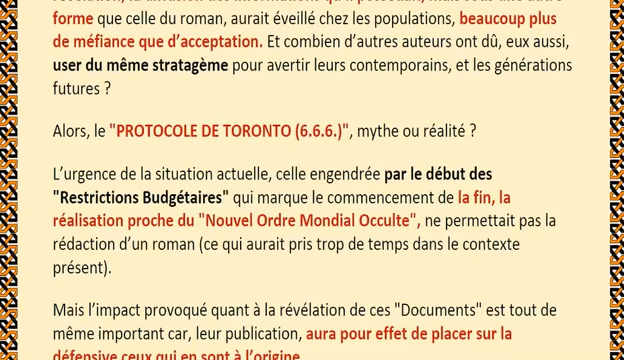 forme que celle du roman, aurait éveillé chez les populations, beaucoup plus
de méfiance que d’acceptation. Et combien d’autres auteurs ont dû, eux aussi,
user du même stratagème pour avertir leurs contemporains, et les générations
futures ?
Alors, le "PROTOCOLE DE TORONTO (6.6.6.)", mythe ou réalité ?
L’urgence de la situation actuelle, celle engendrée par le début des
"Restrictions Budgétaires" qui marque le commencement de la fin, la
réalisation proche du "Nouvel Ordre Mondial Occulte", ne permettait pas la
rédaction d’un roman (ce qui aurait pris trop de temps dans le contexte
présent).
Mais l’impact provoqué quant à la révélation de ces "Documents" est tout de
même important car, leur publication, aura pour effet de placer sur la
défensive ceux qui en sont à l’origine.